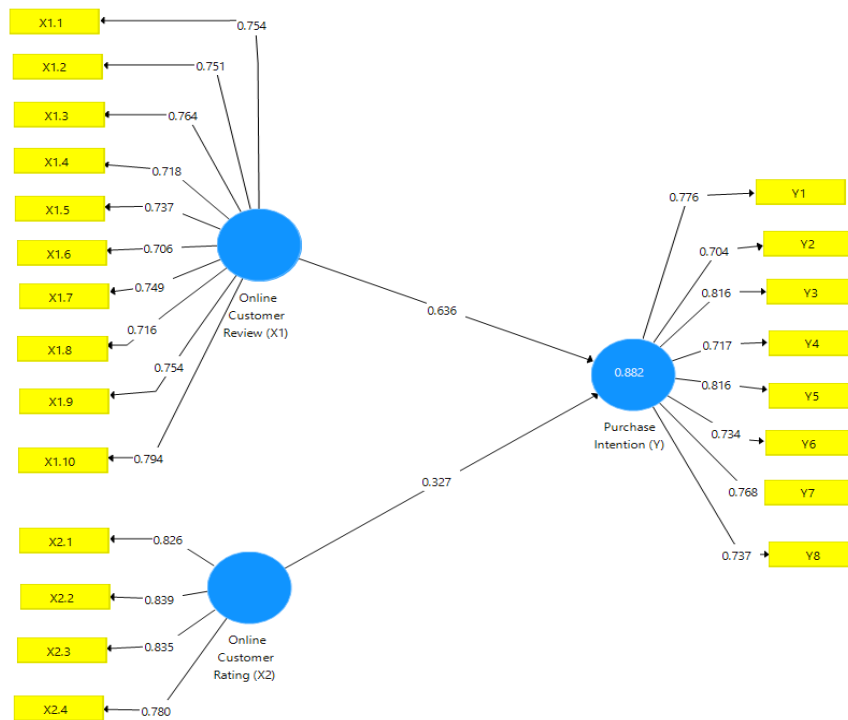 X1.1
0.754
X1.2
0.751
X1.3
0.764
X1.4
0.718
X1.5
0.737
X1.6
0.706
X1.7
0.749
X1.8
0.716
X1.9
0.754
X1.10
0.794
Online
Customer
Review (X1)
0.636
X2.1
0.826
X2.2
0.839
X2.3
0.835
X2.4
0.780
Online
Customer
Rating (X2)
0.327
0.882
Purchase
Intention (Y)
0.776
Y1
0.704
Y2
0.816
Y3
0.717
Y4
0.816
Y5
0.734
Y6
0.768
Y7
0.737
Y8